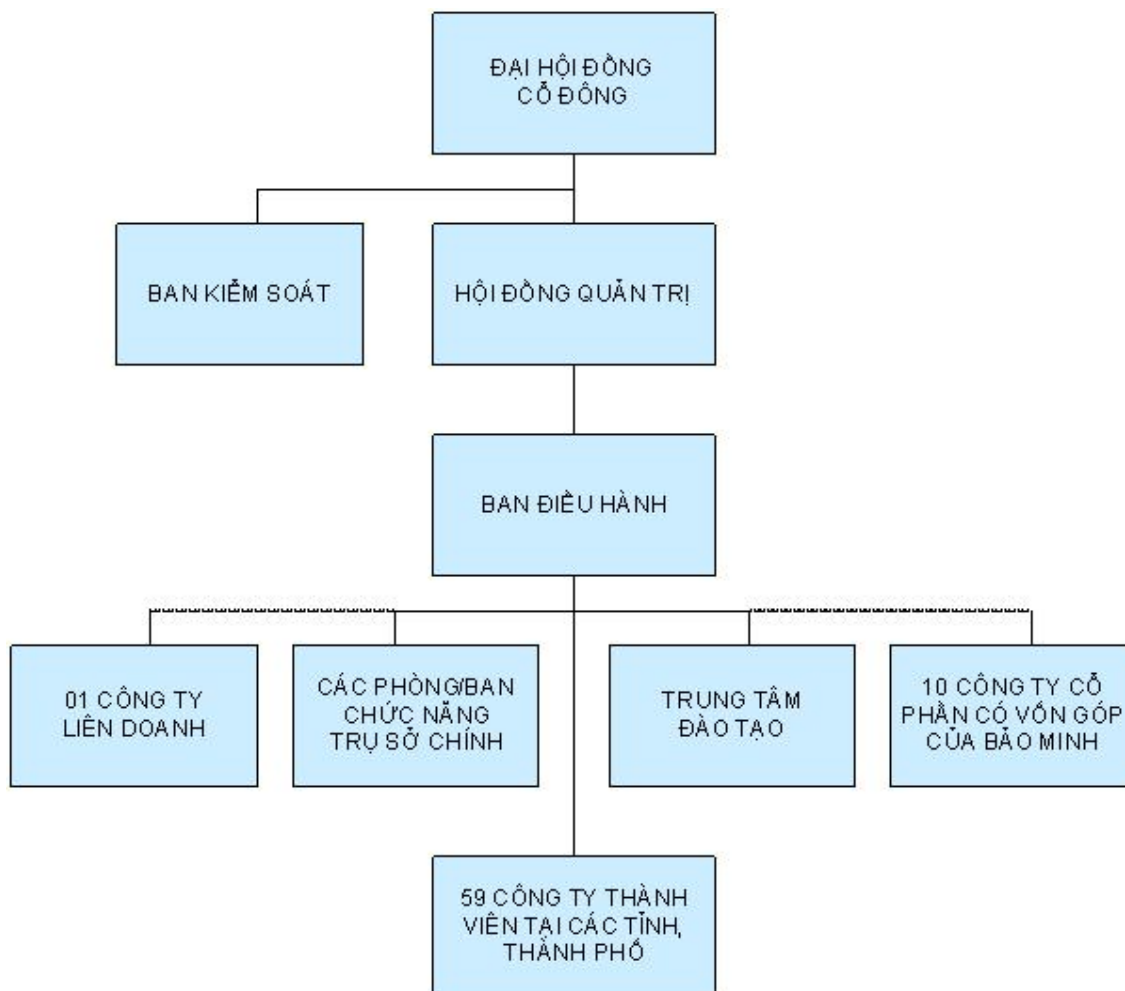 ĐẠI HỘI ĐỒNG
CỔ ĐÔNG
BAN KIỂM SOÁT
HỘI ĐỒNG QUẢN TRỊ
BAN ĐIỀU HÀNH
01 CÔNG TY
LIÊN DOANH
CÁC PHÒNG/BAN
CHỨC NĂNG
TRỤ SỞ CHÍNH
TRUNG TÂM
ĐÀO TẠO
10 CÔNG TY CỔ
PHẦN CÓ VỐN GÓP
CỦA BẢO MINH
59 CÔNG TY THÀNH
VIÊN TẠI CÁC TỈNH,
THÀNH PHỐ